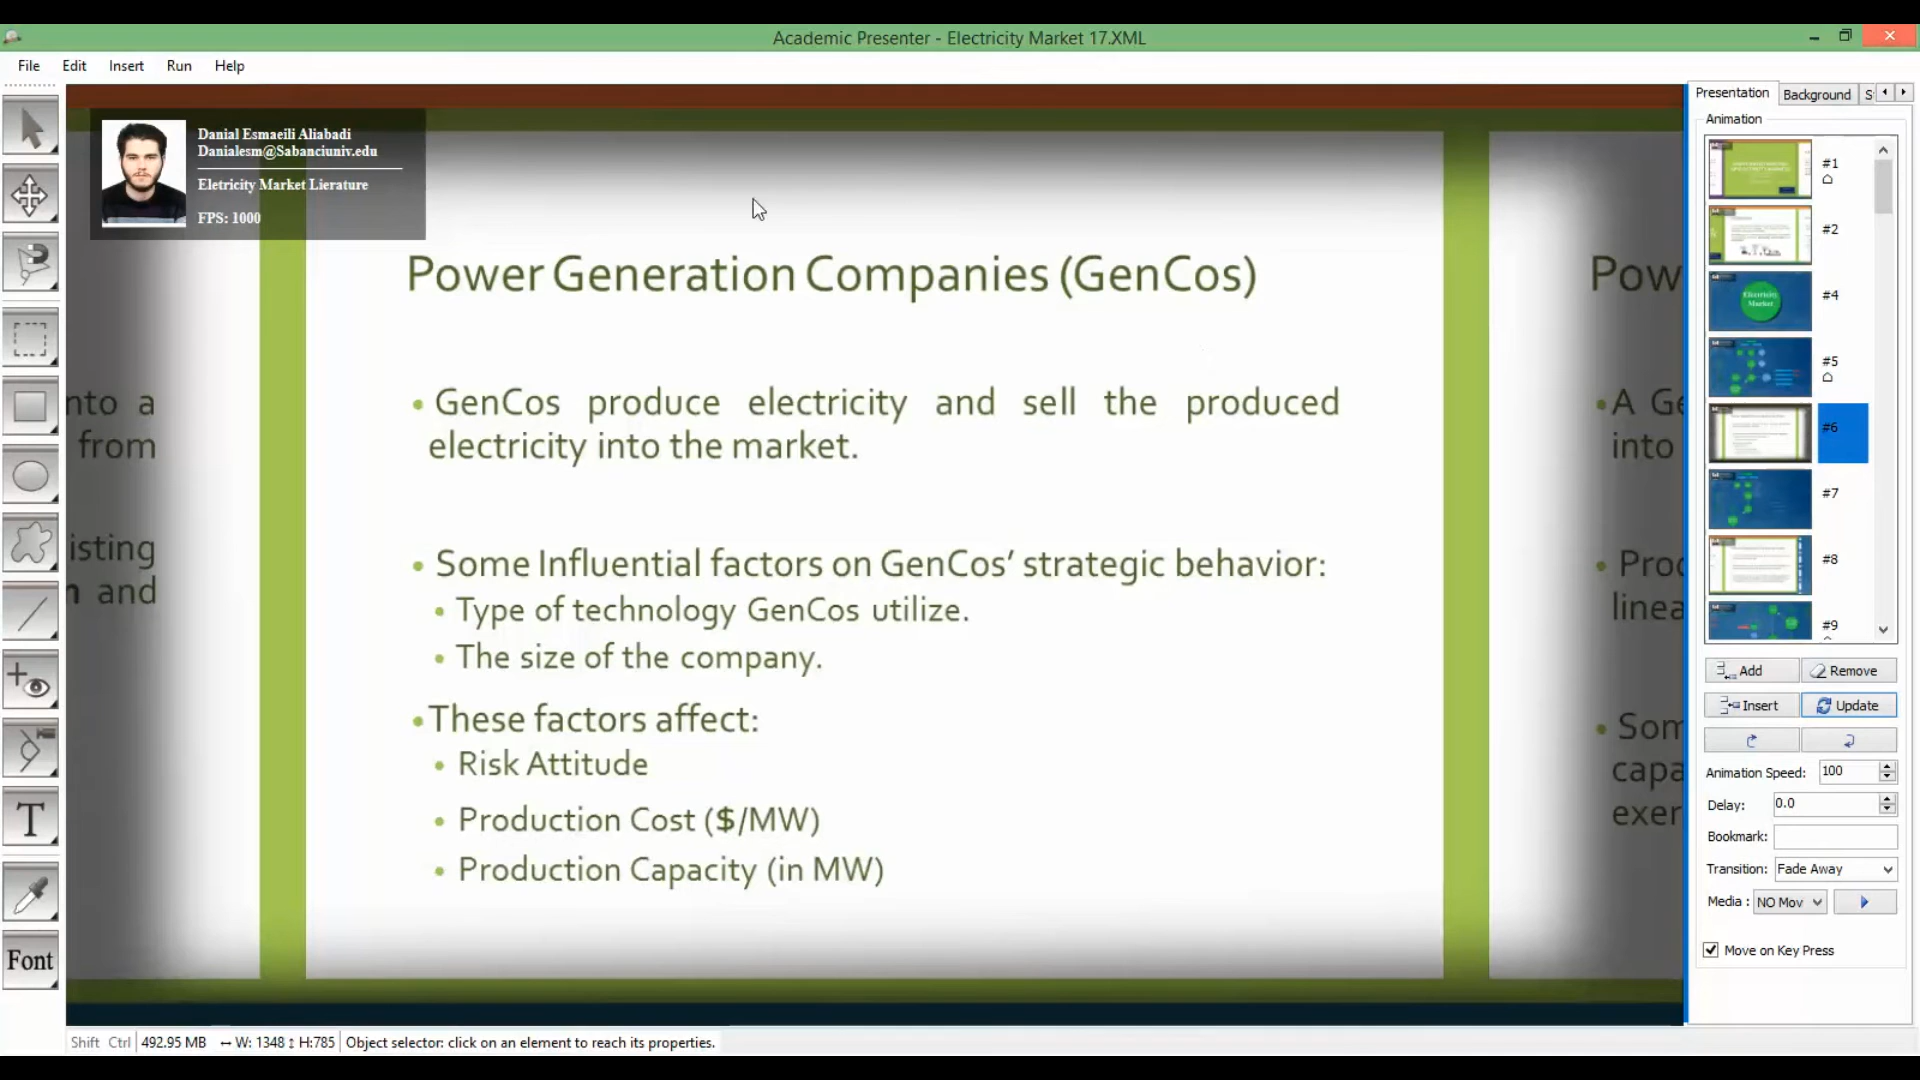 Academic Presenter - Electricity Market 17.XML
File Edit Insert Run Help
Presentation Background S
Animation
Danial Esmaeili Aliabadi
Danialesm@Sabanciuniv.edu
Eletricity Market Lierature
FPS: 1000
Power Generation Companies (GenCos)
• GenCos produce electricity and sell the produced
electricity into the market.
• Some Influential factors on GenCos' strategic behavior:
• Type of technology GenCos utilize.
• The size of the company.
• These factors affect:
• Risk Attitude
• Production Cost ($/MW)
• Production Capacity (in MW)
nto a
from
isting
and
Pow
• A Ge
into
• Proc
linea
• Som
capa
exer
#1
#2
Electricity
Market
#4
#5
#6
#7
#8
#9
Add Remove
Insert Update
Animation Speed: 100
Delay: 0.0
Bookmark:
Transition: Fade Away
Media : NO Mov
Move on Key Press
T
Font
Shift Ctrl 492.95 MB W: 1348 H:785 Object selector: click on an element to reach its properties.